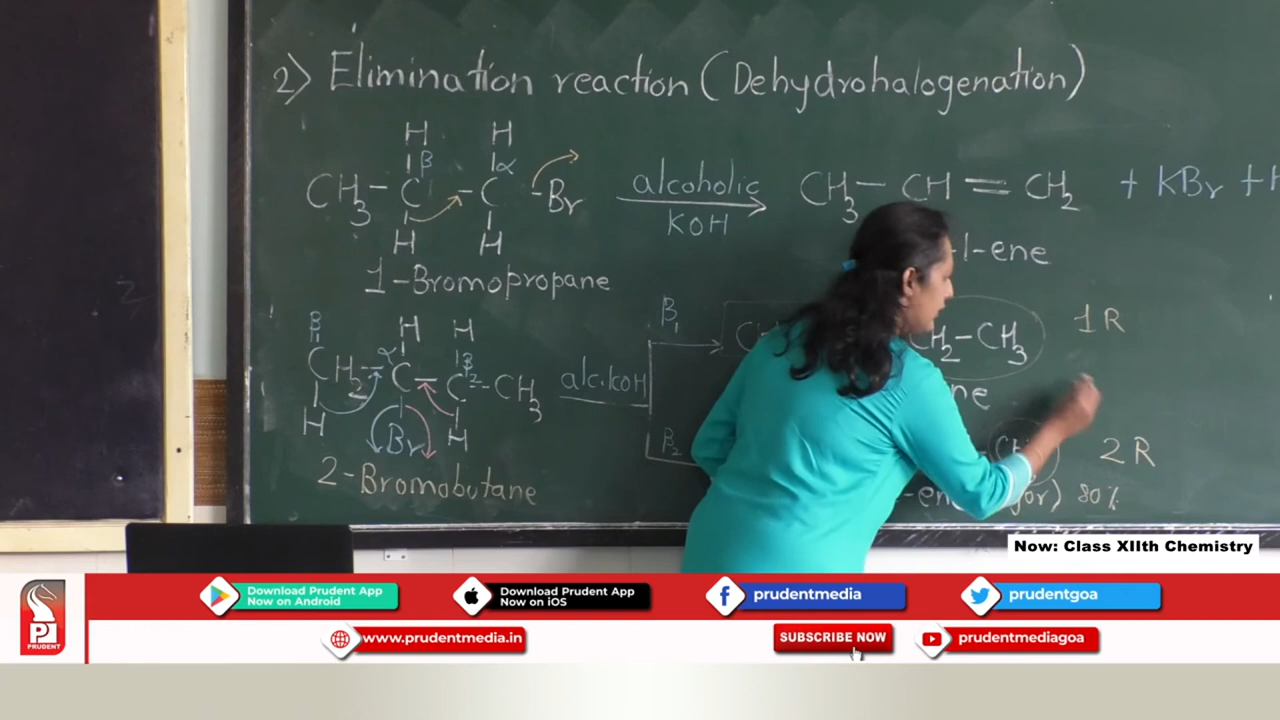 2) Elimination reaction (Dehydrohalogenation)
H H
β α
CH3 - C - C - Br alcoholic KOH CH3 - CH = CH2 + KBr +
H H
1-Bromopropane -1-ene
β H H β1 1R
CH2 - α C - C β2 - CH3 alc.KOH CH2-CH3
H Br H ne
β2 2R
2-Bromobutane 80%
Now: Class XIIth Chemistry
PRUDENT
Download Prudent App
Now on Android
Download Prudent App
Now on iOS
prudentmedia
prudentgoa
www.prudentmedia.in
SUBSCRIBE NOW
prudentmediagoa